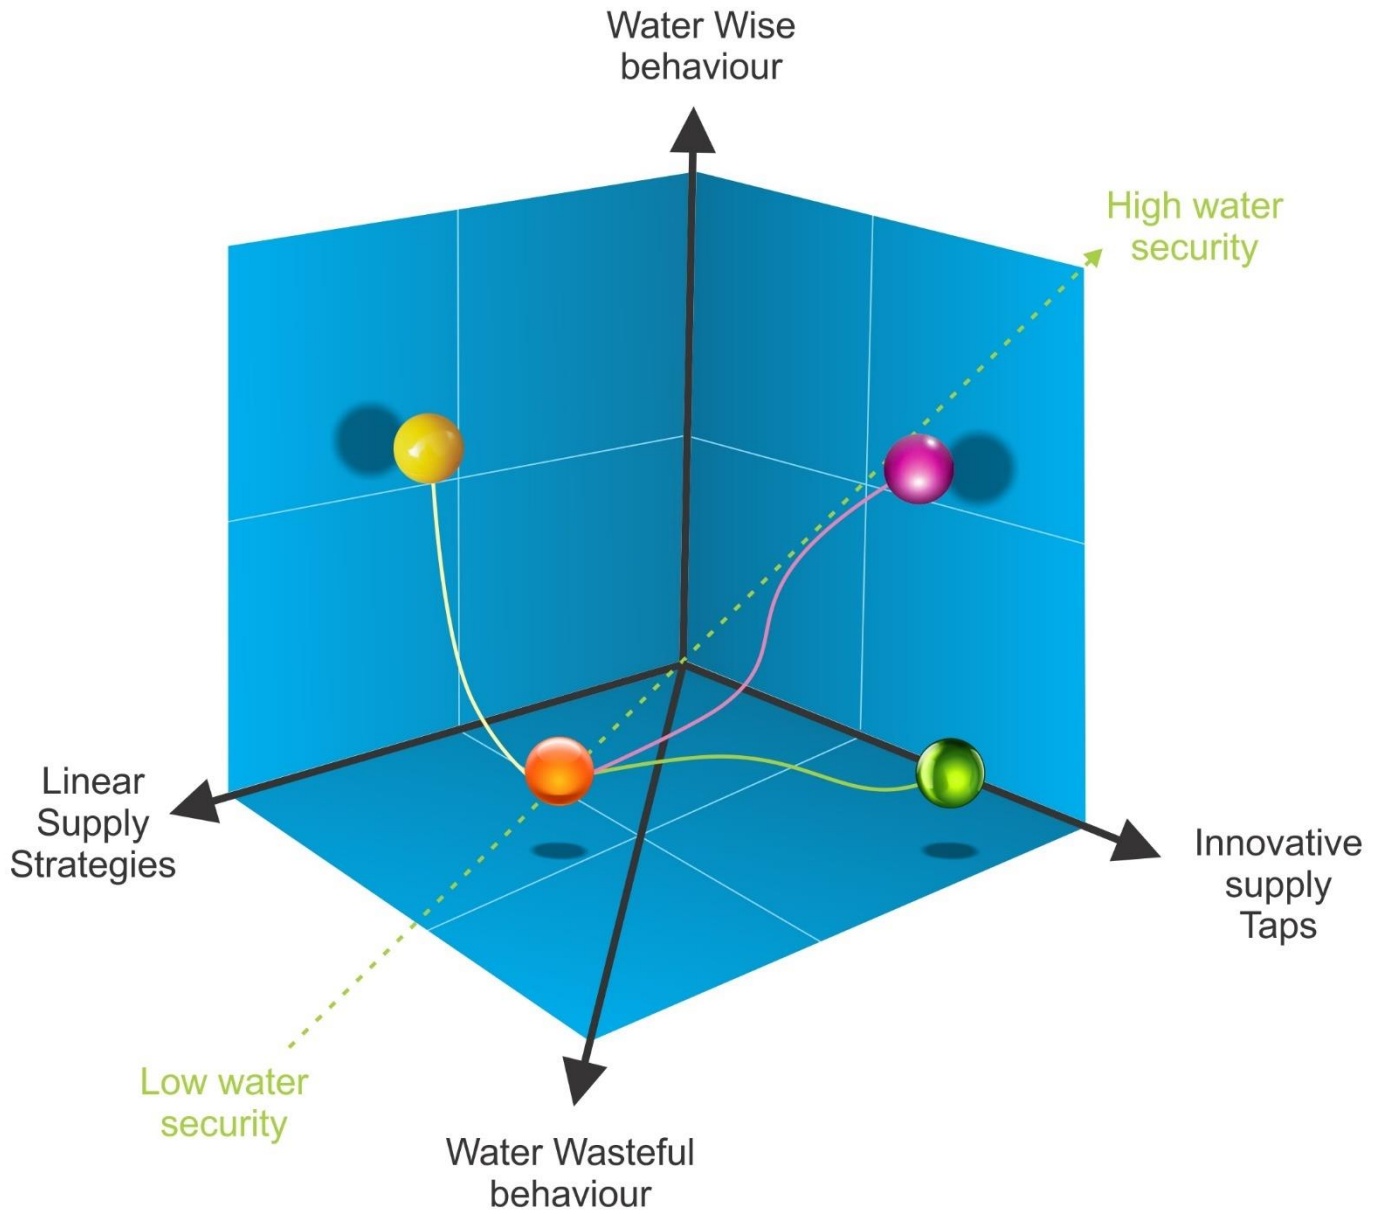 Water Wise
behaviour
High water
security
Linear
Supply
Strategies
Innovative
supply
Taps
Low water
security
Water Wasteful
behaviour